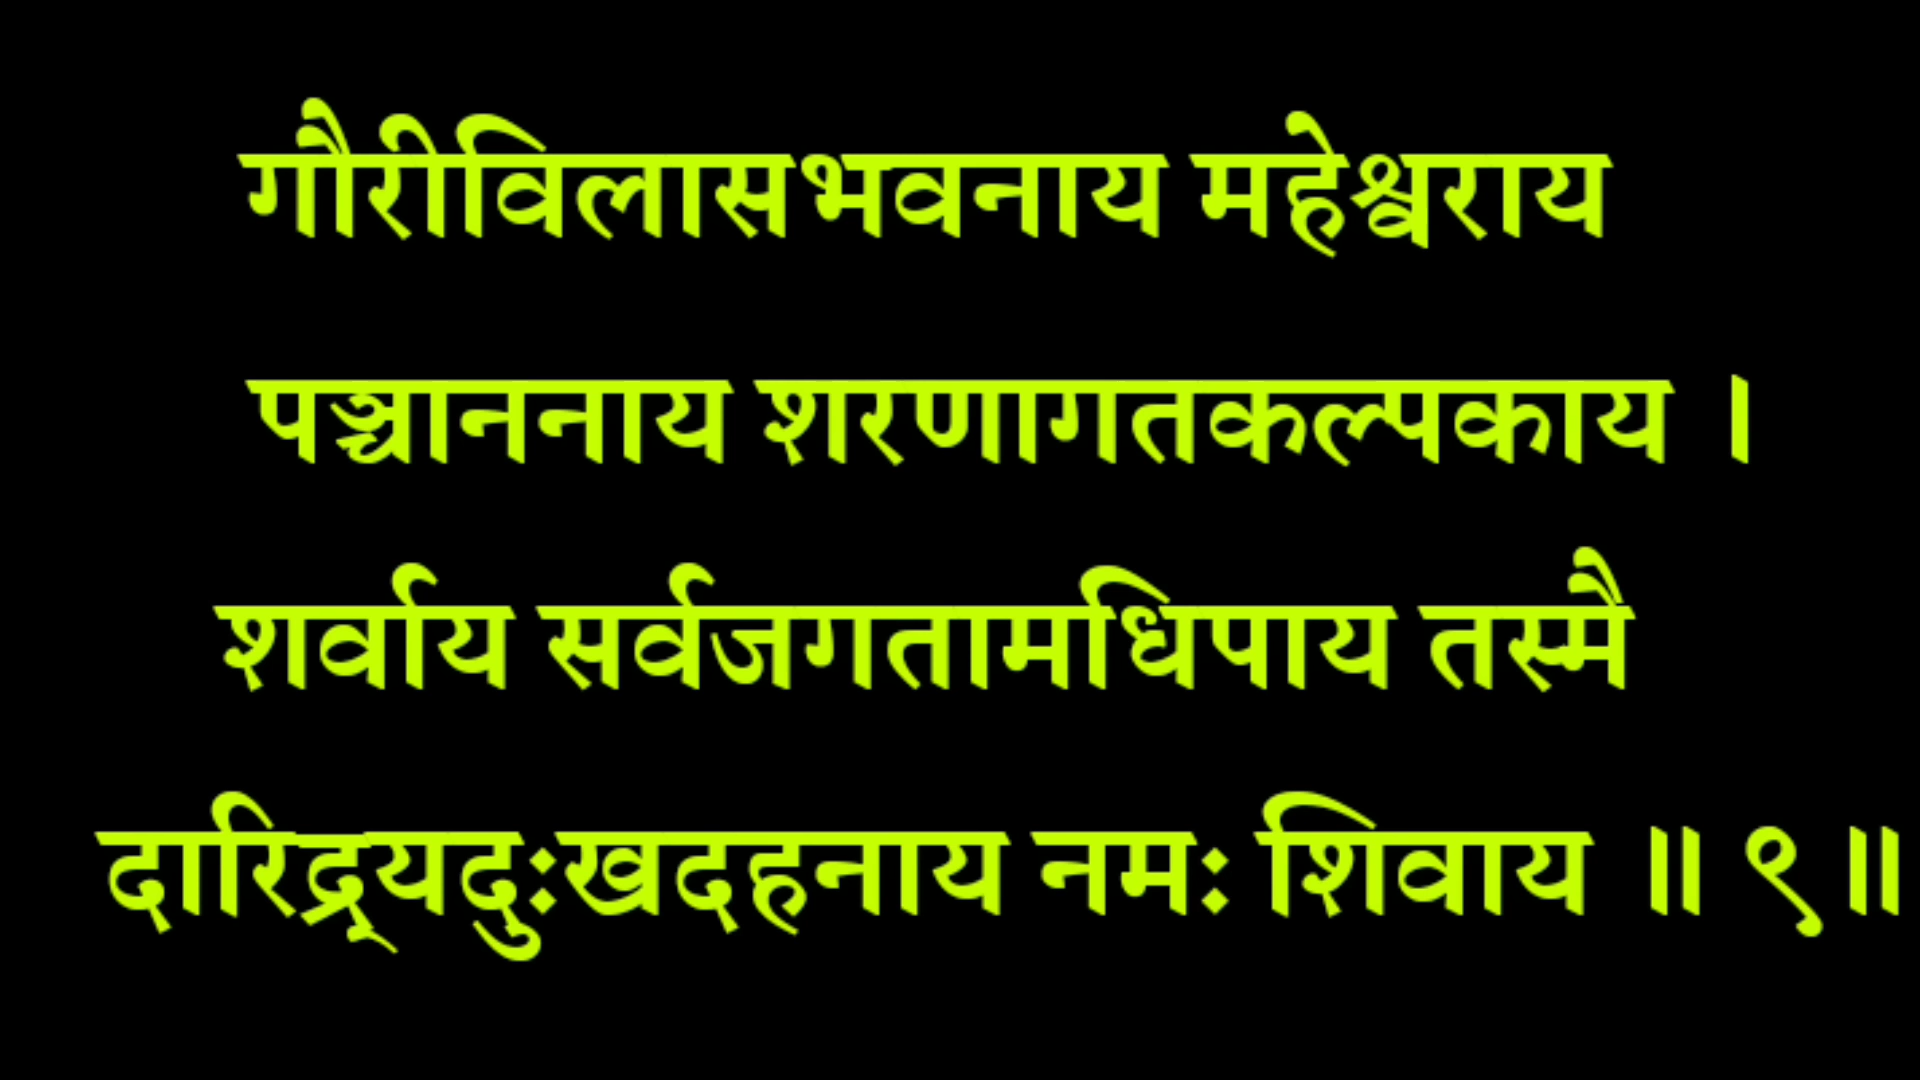 गौरीविलासभवनाय महेश्वराय
पञ्चाननाय शरणागतकल्पकाय ।
शर्वाय सर्वजगतामधिपाय तस्मै
दारिद्र्यदुःखदहनाय नमः शिवाय ॥ ९ ॥